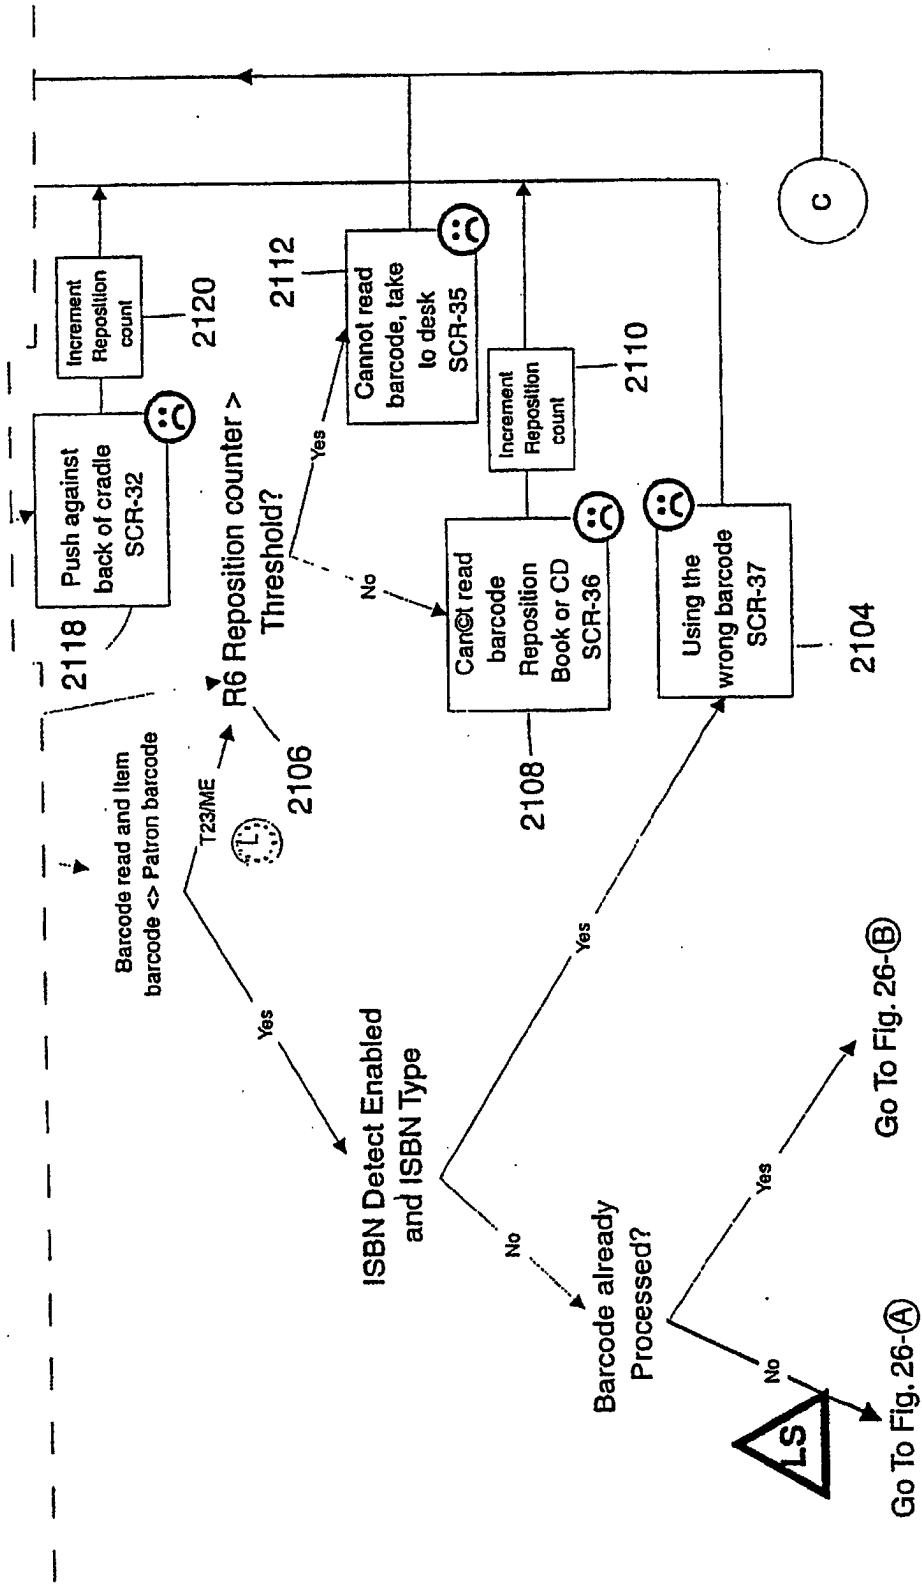 Push against
back of cradle
SCR-32
2118
Increment
Reposition
count
2120
Barcode read and Item
barcode <> Patron barcode
T23/ME
L
R6 Reposition counter >
Threshold?
2106
Yes
Cannot read
barcode, take
to desk
SCR-35
2112
No
Can©t read
barcode
Reposition
Book or CD
SCR-36
2108
Increment
Reposition
count
2110
Yes
ISBN Detect Enabled
and ISBN Type
Yes
Using the
wrong barcode
SCR-37
2104
No
Barcode already
Processed?
Yes
Go To Fig. 26-B
No
LS
Go To Fig. 26-A
C